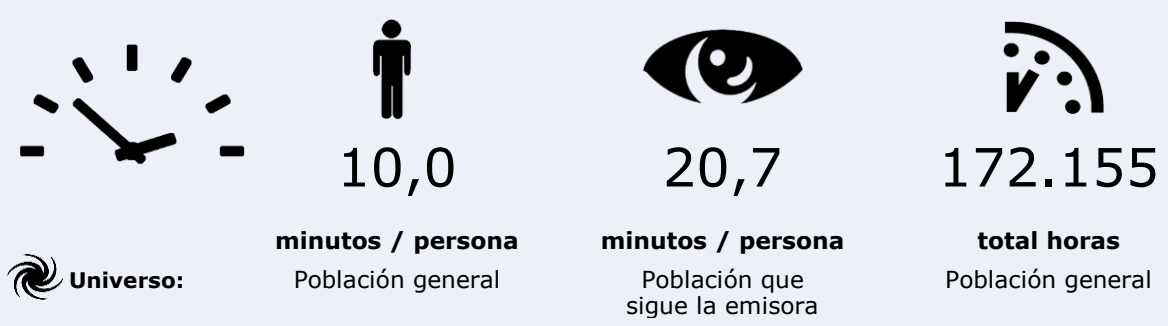 10,0
20,7
172.155
minutos / persona
minutos / persona
total horas
Universo:
Población general
Población que
sigue la emisora
Población general